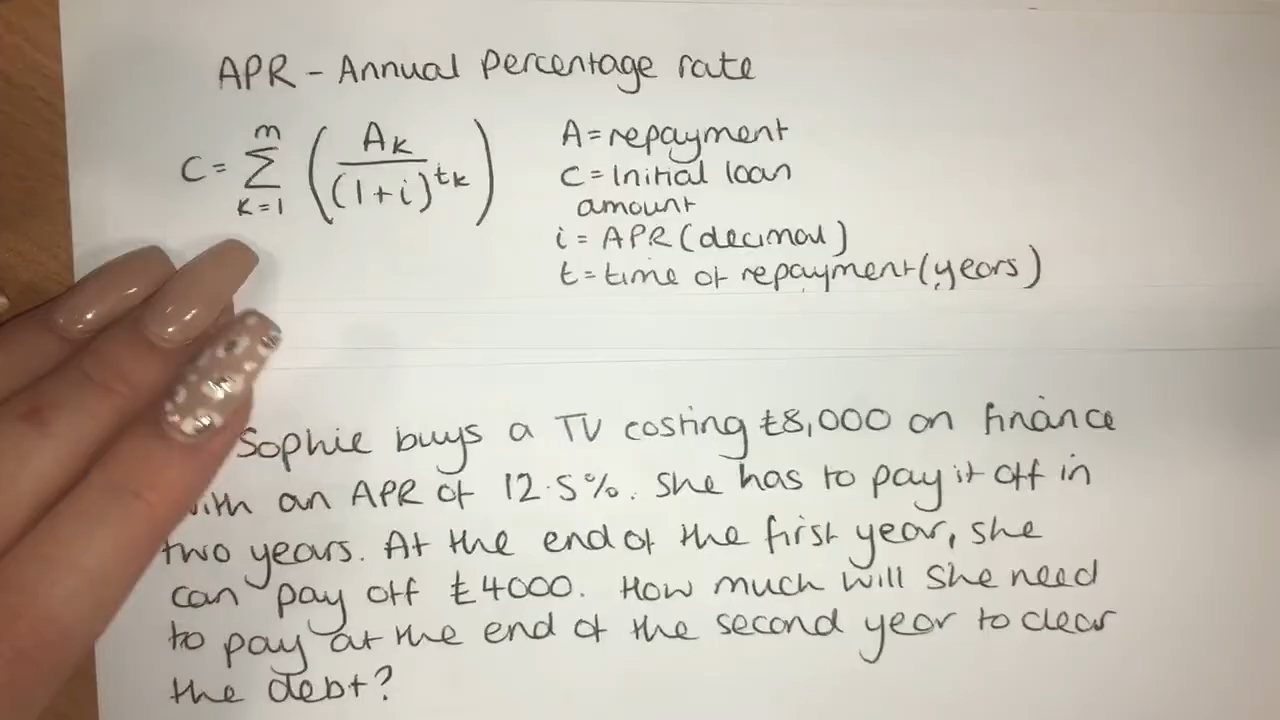 APR - Annual Percentage rate
C = m Σ K=1 ( Ak / (1+i)^tk )
A = repayment
C = Initial loan
amount
i = APR (decimal)
t = time of repayment (years)
Sophie buys a TV costing £8,000 on finance
with an APR of 12.5%. She has to pay it off in
two years. At the end of the first year, she
can pay off £4000. How much will she need
to pay at the end of the second year to clear
the debt?